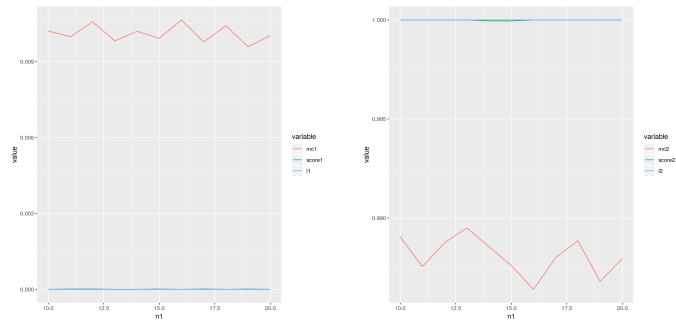 0.009
0.006
0.003
0.000
value
10.0
12.5
15.0
17.5
20.0
n1
variable
mc1
score1
l1
1.000
0.995
0.990
value
10.0
12.5
15.0
17.5
20.0
n1
variable
mc2
score2
l2